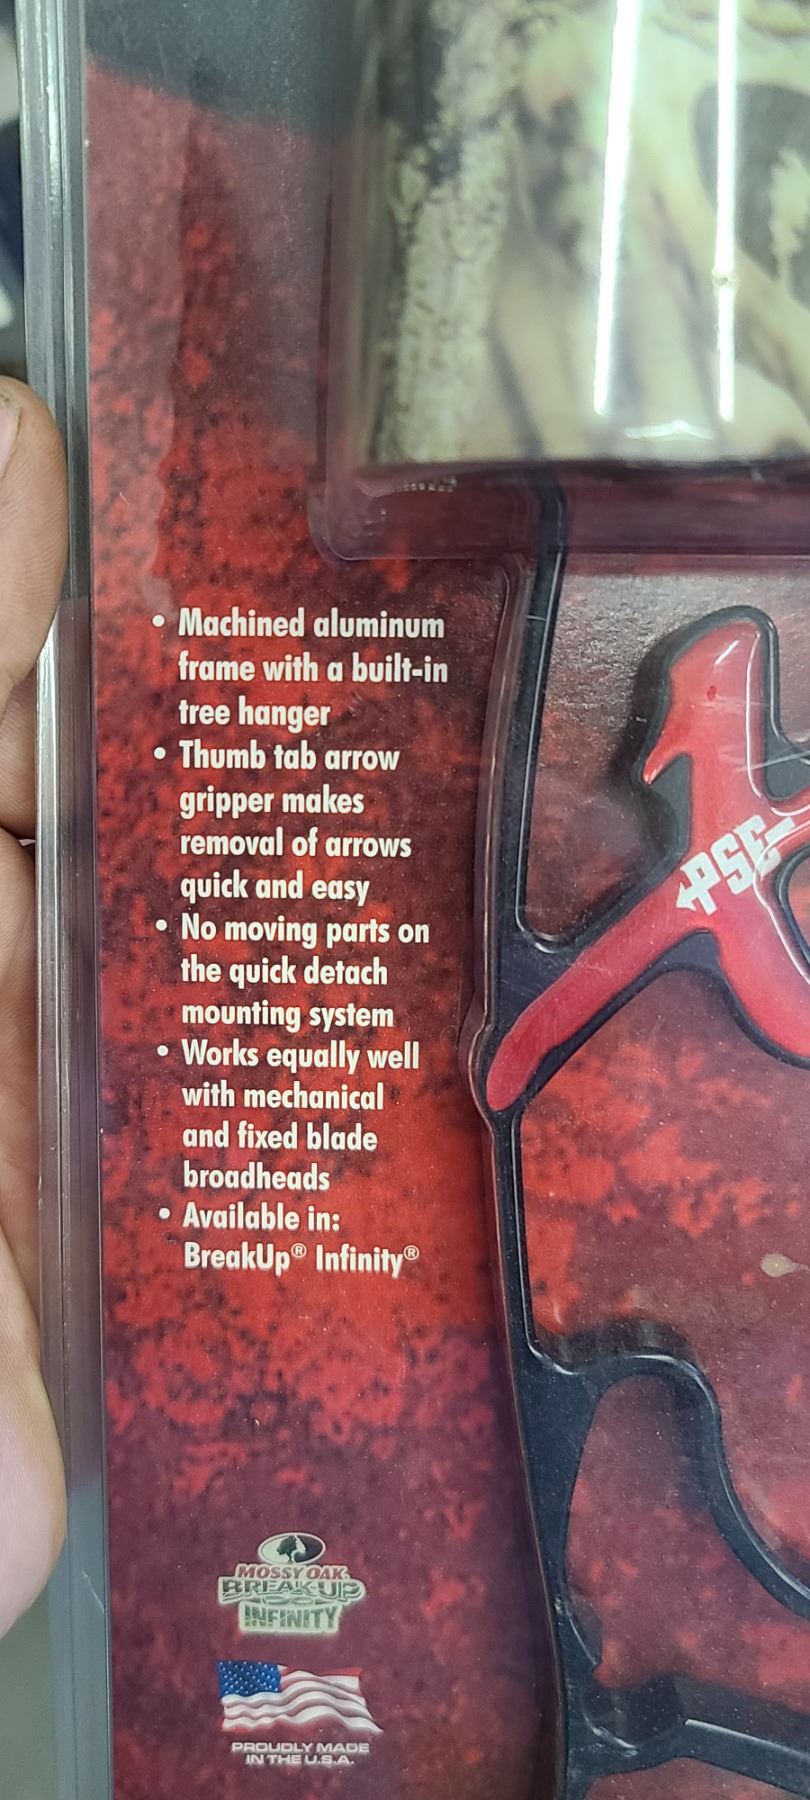 • Machined aluminum
frame with a built-in
tree hanger
• Thumb tab arrow
gripper makes
removal of arrows
quick and easy
• No moving parts on
the quick detach
mounting system
• Works equally well
with mechanical
and fixed blade
broadheads
• Available in:
BreakUp® Infinity®
PSE
MOSSY OAK
BREAK-UP
INFINITY
PROUDLY MADE
IN THE U.S.A.